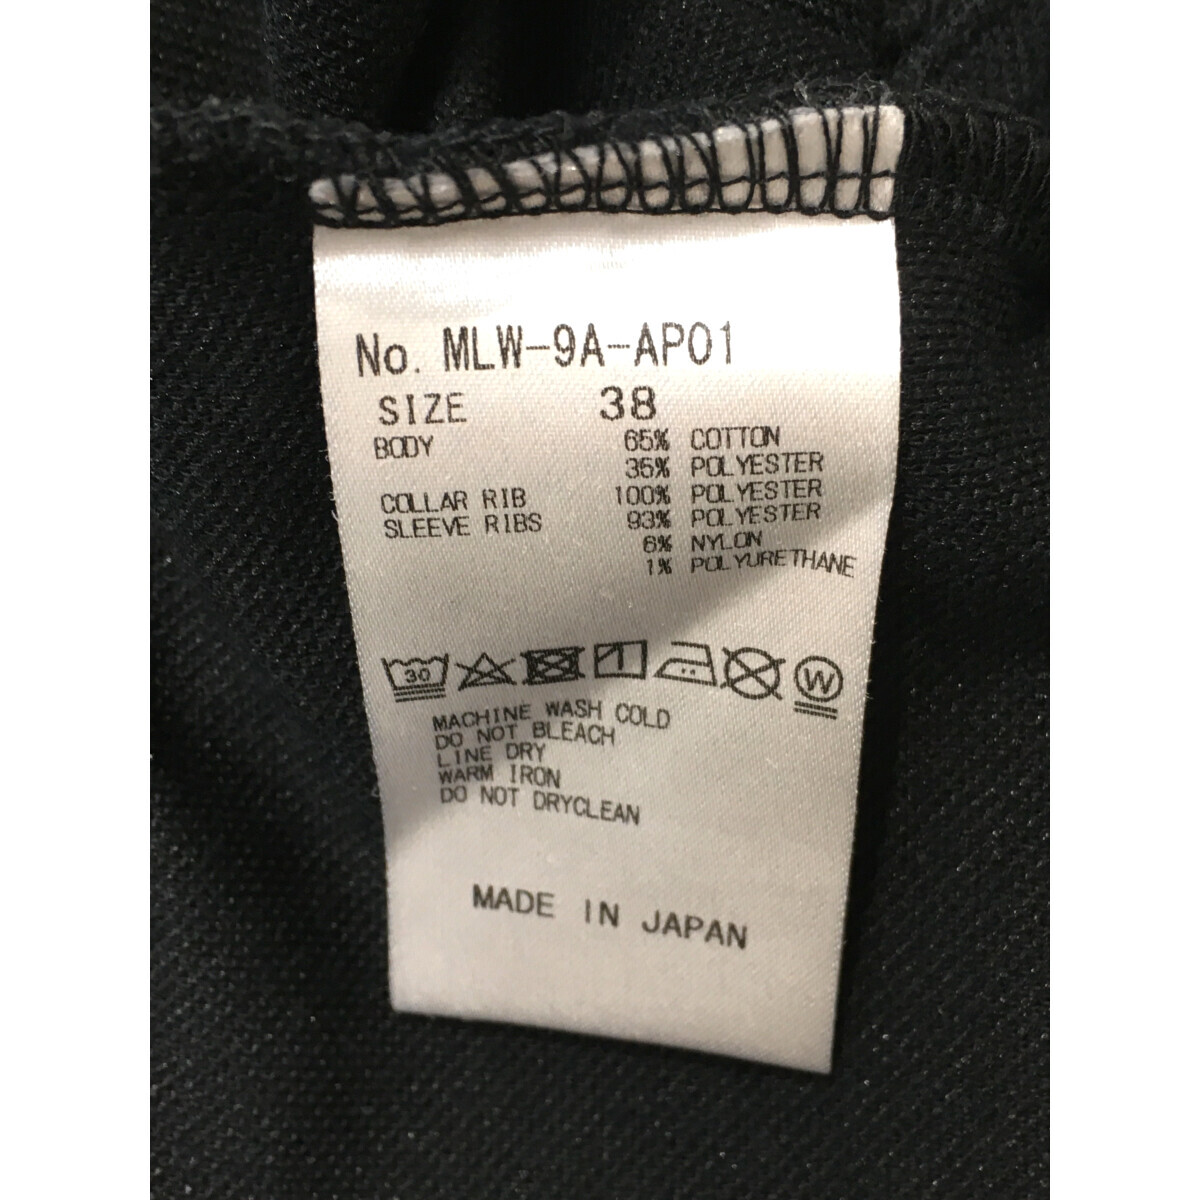 No. MLW-9A-AP01
SIZE 38
BODY 65% COTTON
35% POLYESTER
COLLAR RIB 100% POLYESTER
SLEEVE RIBS 93% POLYESTER
6% NYLON
1% POLYURETHANE
30 W
MACHINE WASH COLD
DO NOT BLEACH
LINE DRY
WARM IRON
DO NOT DRYCLEAN
MADE IN JAPAN